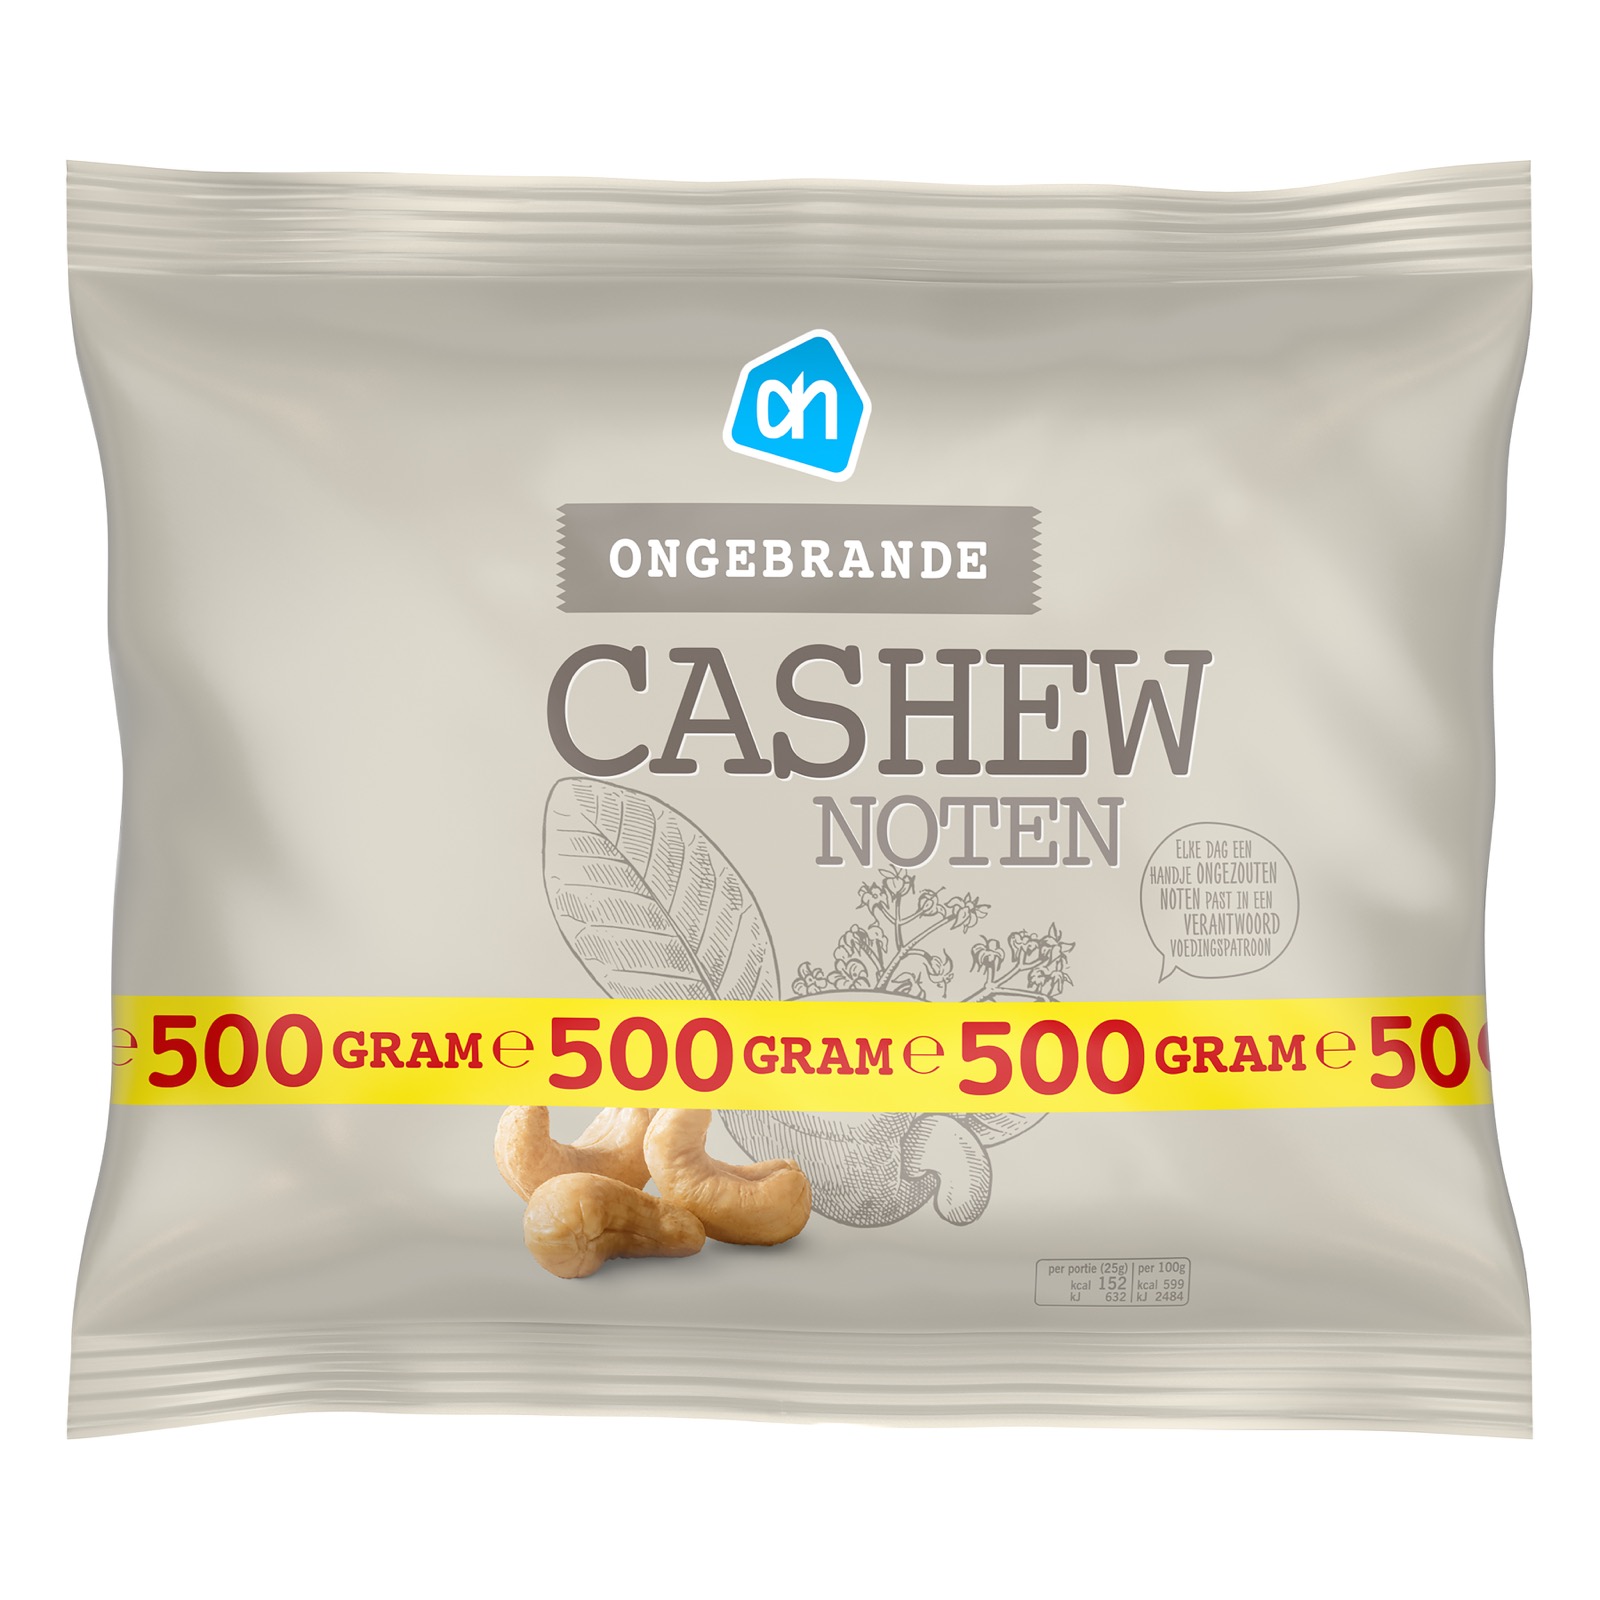 ah
ONGEBRANDE
CASHEW
NOTEN
ELKE DAG EEN
HANDJE ONGEZOUTEN
NOTEN PAST IN EEN
VERANTWOORD
VOEDINGSPATROON
℮ 500 GRAM ℮ 500 GRAM ℮ 500 GRAM ℮ 50
per portie (25g) | per 100g
kcal 152 | kcal 599
kJ 632 | kJ 2484